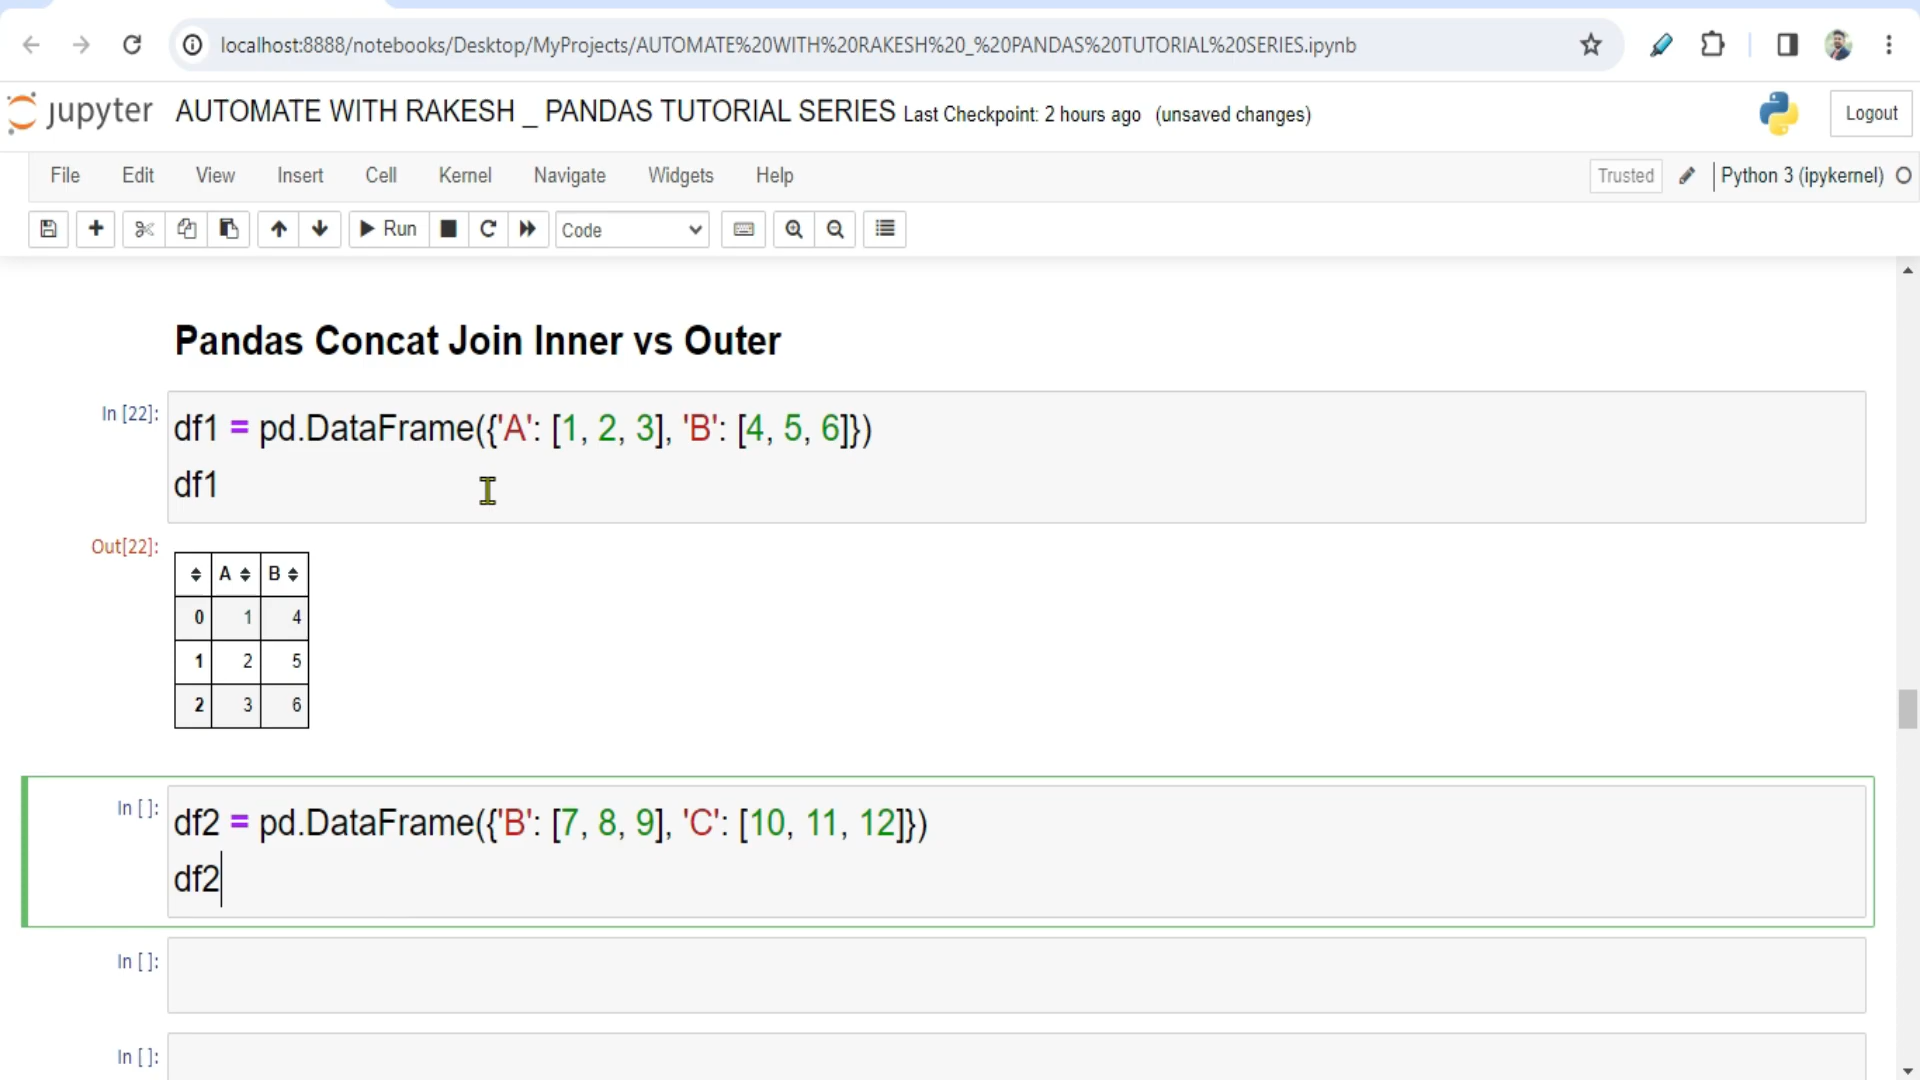 localhost:8888/notebooks/Desktop/MyProjects/AUTOMATE%20WITH%20RAKESH%20_%20PANDAS%20TUTORIAL%20SERIES.ipynb
jupyter AUTOMATE WITH RAKESH _ PANDAS TUTORIAL SERIES Last Checkpoint: 2 hours ago (unsaved changes) Logout
File Edit View Insert Cell Kernel Navigate Widgets Help Trusted Python 3 (ipykernel)
Run Code
Pandas Concat Join Inner vs Outer
In [22]: df1 = pd.DataFrame({'A': [1, 2, 3], 'B': [4, 5, 6]})
df1
Out[22]:
A B
0 1 4
1 2 5
2 3 6
In [ ]: df2 = pd.DataFrame({'B': [7, 8, 9], 'C': [10, 11, 12]})
df2
In [ ]:
In [ ]: